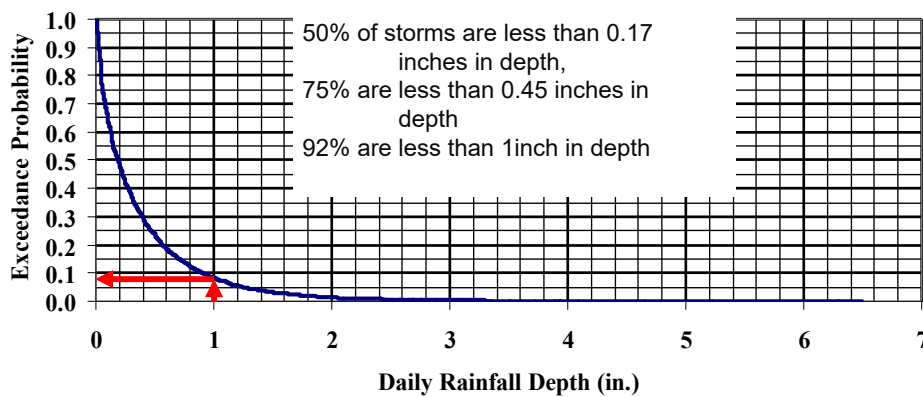 1.0
0.9
0.8
0.7
0.6
0.5
0.4
0.3
0.2
0.1
0.0
Exceedance Probability
50% of storms are less than 0.17
inches in depth,
75% are less than 0.45 inches in
depth
92% are less than 1inch in depth
0 1 2 3 4 5 6 7
Daily Rainfall Depth (in.)